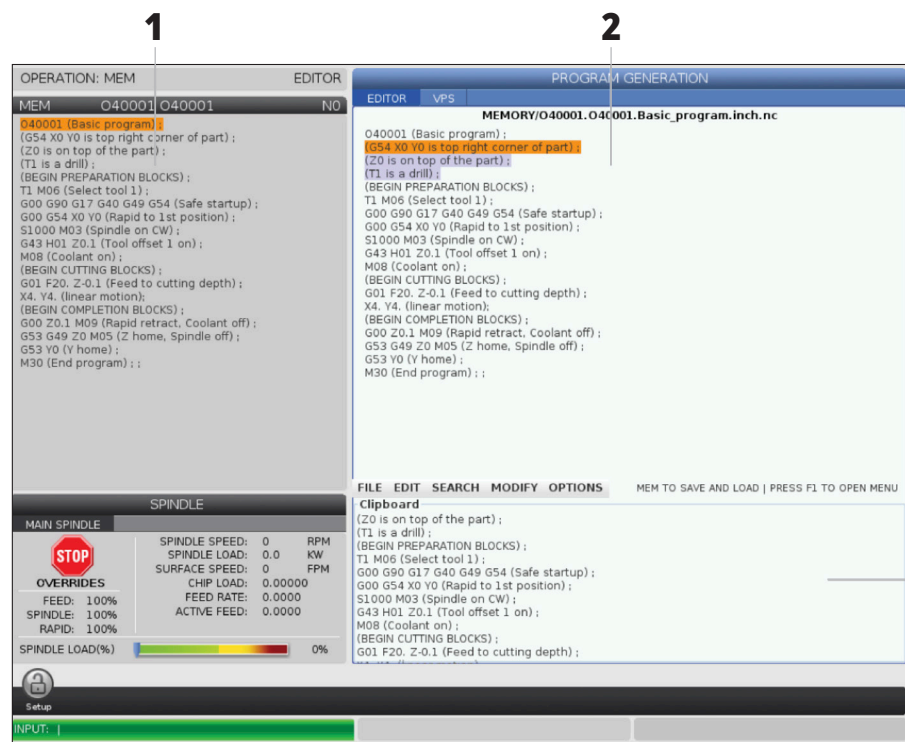 1
2
OPERATION: MEM EDITOR
MEM O40001 O40001 N0
O40001 (Basic program) ;
(G54 X0 Y0 is top right corner of part) ;
(Z0 is on top of the part) ;
(T1 is a drill) ;
(BEGIN PREPARATION BLOCKS) ;
T1 M06 (Select tool 1) ;
G00 G90 G17 G40 G49 G54 (Safe startup) ;
G00 G54 X0 Y0 (Rapid to 1st position) ;
S1000 M03 (Spindle on CW) ;
G43 H01 Z0.1 (Tool offset 1 on) ;
M08 (Coolant on) ;
(BEGIN CUTTING BLOCKS) ;
G01 F20. Z-0.1 (Feed to cutting depth) ;
X4. Y4. (linear motion);
(BEGIN COMPLETION BLOCKS) ;
G00 Z0.1 M09 (Rapid retract, Coolant off) ;
G53 G49 Z0 M05 (Z home, Spindle off) ;
G53 Y0 (Y home) ;
M30 (End program) ; ;
PROGRAM GENERATION
EDITOR VPS
MEMORY/O40001.O40001.Basic_program.inch.nc
O40001 (Basic program) ;
(G54 X0 Y0 is top right corner of part) ;
(Z0 is on top of the part) ;
(T1 is a drill) ;
(BEGIN PREPARATION BLOCKS) ;
T1 M06 (Select tool 1) ;
G00 G90 G17 G40 G49 G54 (Safe startup) ;
G00 G54 X0 Y0 (Rapid to 1st position) ;
S1000 M03 (Spindle on CW) ;
G43 H01 Z0.1 (Tool offset 1 on) ;
M08 (Coolant on) ;
(BEGIN CUTTING BLOCKS) ;
G01 F20. Z-0.1 (Feed to cutting depth) ;
X4. Y4. (linear motion);
(BEGIN COMPLETION BLOCKS) ;
G00 Z0.1 M09 (Rapid retract, Coolant off) ;
G53 G49 Z0 M05 (Z home, Spindle off) ;
G53 Y0 (Y home) ;
M30 (End program) ; ;
FILE EDIT SEARCH MODIFY OPTIONS MEM TO SAVE AND LOAD | PRESS F1 TO OPEN MENU
Clipboard
(Z0 is on top of the part) ;
(T1 is a drill) ;
(BEGIN PREPARATION BLOCKS) ;
T1 M06 (Select tool 1) ;
G00 G90 G17 G40 G49 G54 (Safe startup) ;
G00 G54 X0 Y0 (Rapid to 1st position) ;
S1000 M03 (Spindle on CW) ;
G43 H01 Z0.1 (Tool offset 1 on) ;
M08 (Coolant on) ;
(BEGIN CUTTING BLOCKS) ;
G01 F20. Z-0.1 (Feed to cutting depth) ;
SPINDLE
MAIN SPINDLE
STOP
OVERRIDES
FEED: 100%
SPINDLE: 100%
RAPID: 100%
SPINDLE SPEED: 0 RPM
SPINDLE LOAD: 0.0 KW
SURFACE SPEED: 0 FPM
CHIP LOAD: 0.00000
FEED RATE: 0.0000
ACTIVE FEED: 0.0000
SPINDLE LOAD(%) 0%
Setup
INPUT: |